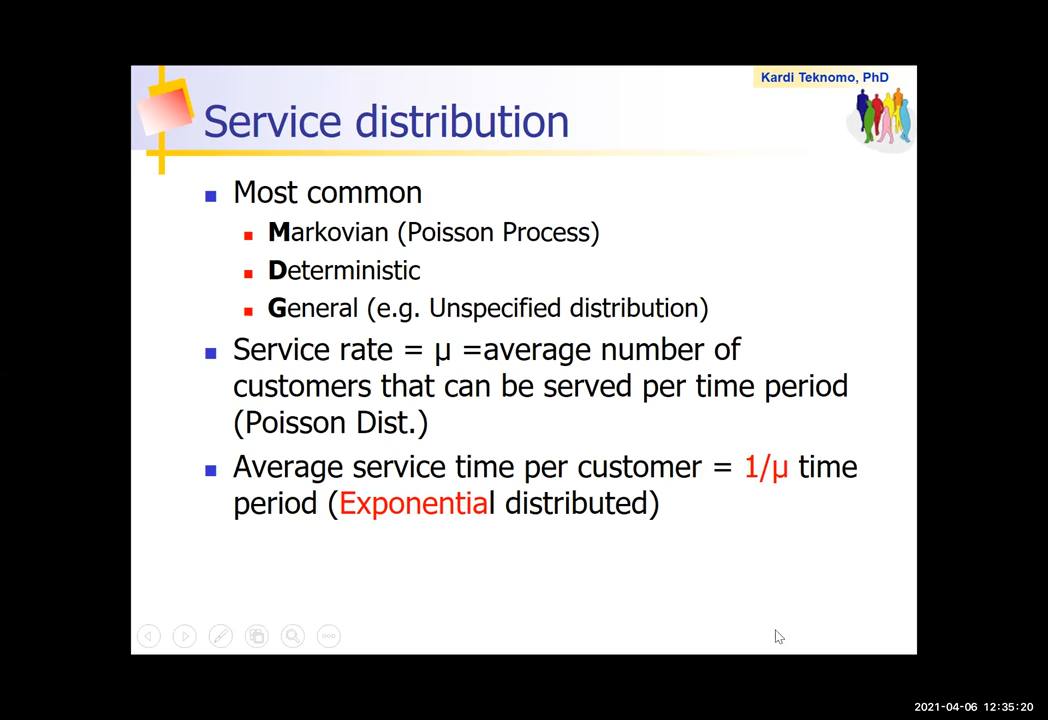 Kardi Teknomo, PhD
Service distribution
Most common
Markovian (Poisson Process)
Deterministic
General (e.g. Unspecified distribution)
Service rate = μ =average number of
customers that can be served per time period
(Poisson Dist.)
Average service time per customer = 1/μ time
period (Exponential distributed)
2021-04-06 12:35:20